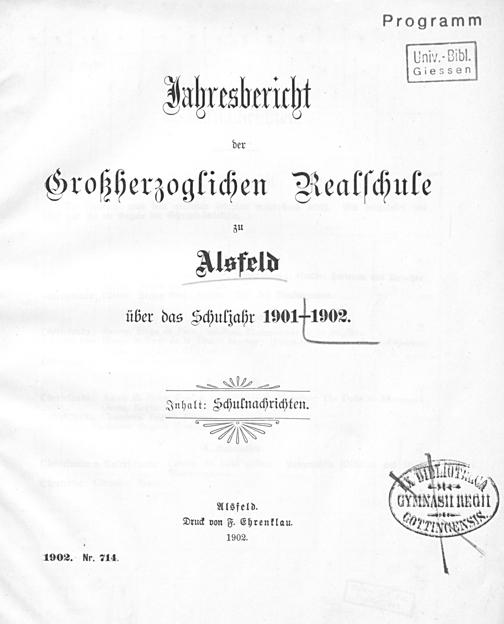 Programm
Univ.-Bibl.
Giessen
Jahresbericht
der
Großherzoglichen Realschule
zu
Alsfeld
über das Schuljahr 1901–1902.
Inhalt: Schulnachrichten.
E BIBLIOTHECA
GYMNASII REGII
GOTTINGENSIS.
Alsfeld.
Druck von F. Ehrenklau.
1902.
1902. Nr. 714.